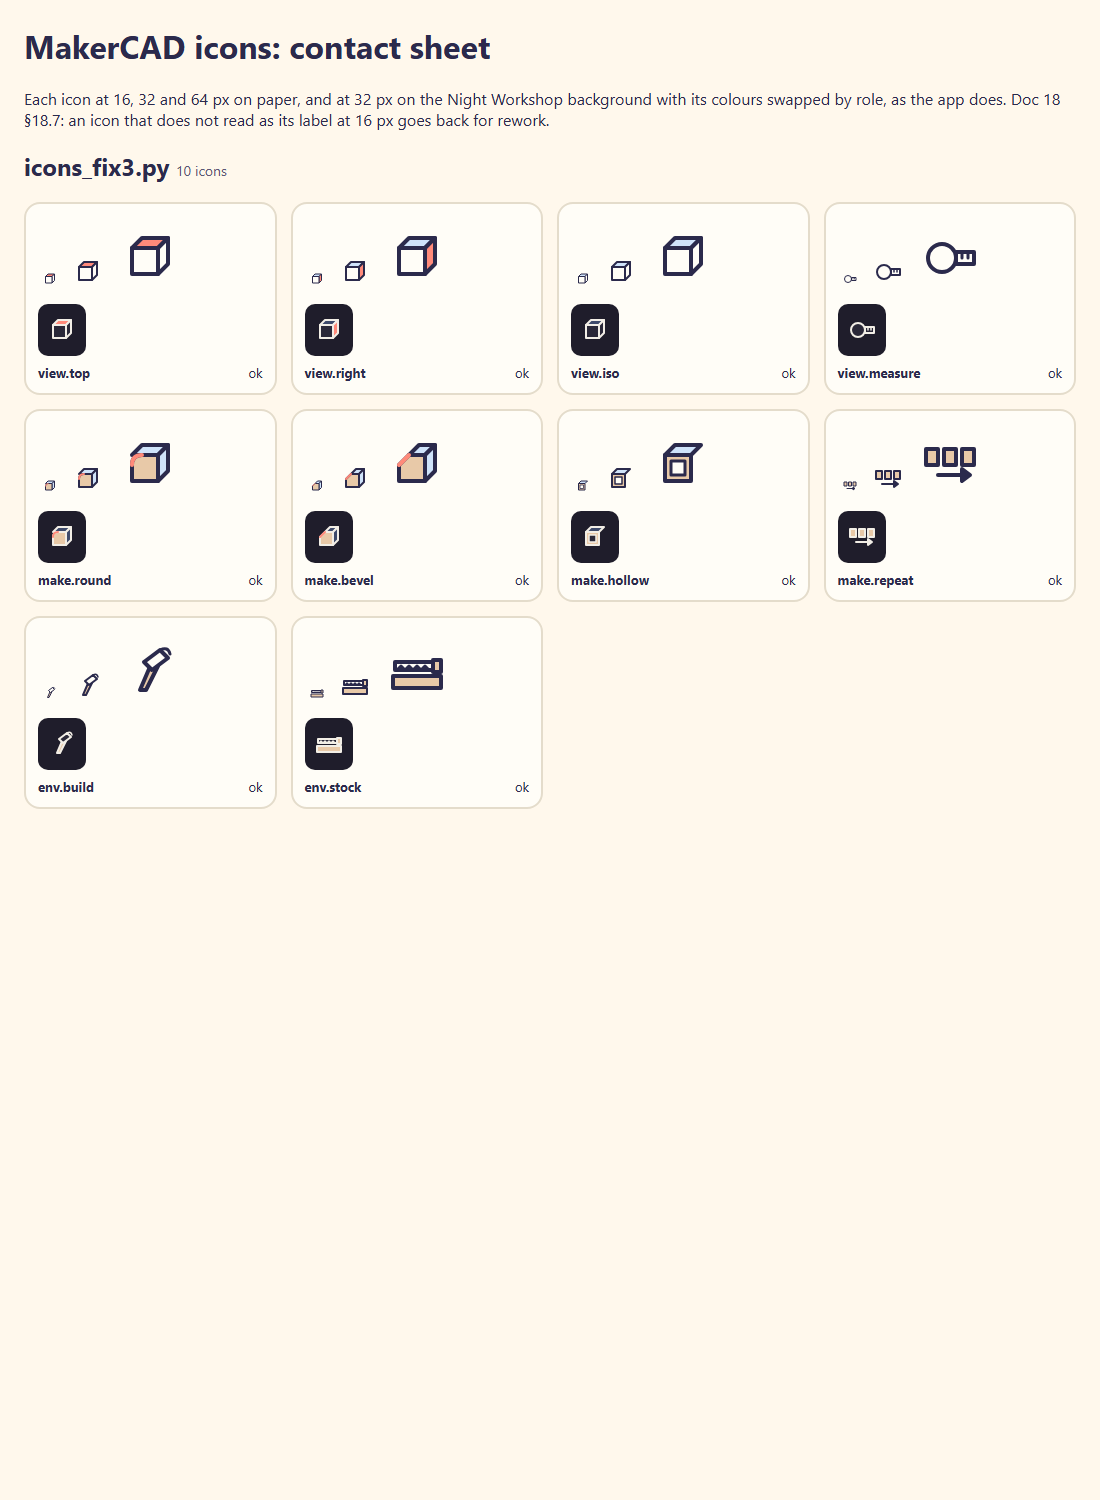 MakerCAD icons: contact sheet
Each icon at 16, 32 and 64 px on paper, and at 32 px on the Night Workshop background with its colours swapped by role, as the app does. Doc 18
§18.7: an icon that does not read as its label at 16 px goes back for rework.
icons_fix3.py 10 icons
view.top ok
view.right ok
view.iso ok
view.measure ok
make.round ok
make.bevel ok
make.hollow ok
make.repeat ok
env.build ok
env.stock ok